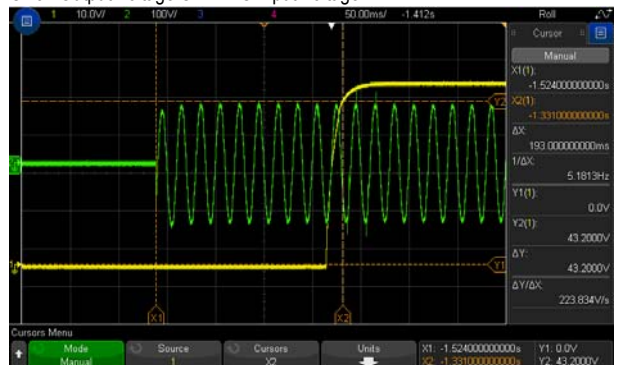 1 10.0V/ 2 100V/ 3 4 50.00ms/ -1.412s Roll
Cursor
Manual
X1(1):
-1.524000000000s
X2(1):
-1.331000000000s
ΔX:
193.000000000ms
1/ΔX:
5.1813Hz
Y1(1):
0.0V
Y2(1):
43.2000V
ΔY:
43.2000V
ΔY/ΔX:
223.834V/s
Y2
Y1
X1 X2
Cursors Menu
Mode Source Cursors Units X1: -1.524000000000s Y1: 0.0V
Manual 1 X2 X2: -1.331000000000s Y2: 43.2000V